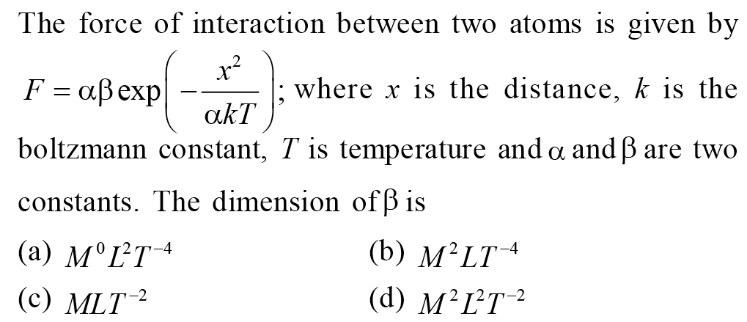 The force of interaction between two atoms is given by
F = αβ exp(−x²/αkT); where x is the distance, k is the
boltzmann constant, T is temperature and α and β are two
constants. The dimension of β is
(a) M⁰L²T⁻⁴ (b) M²LT⁻⁴
(c) MLT⁻² (d) M²L²T⁻²